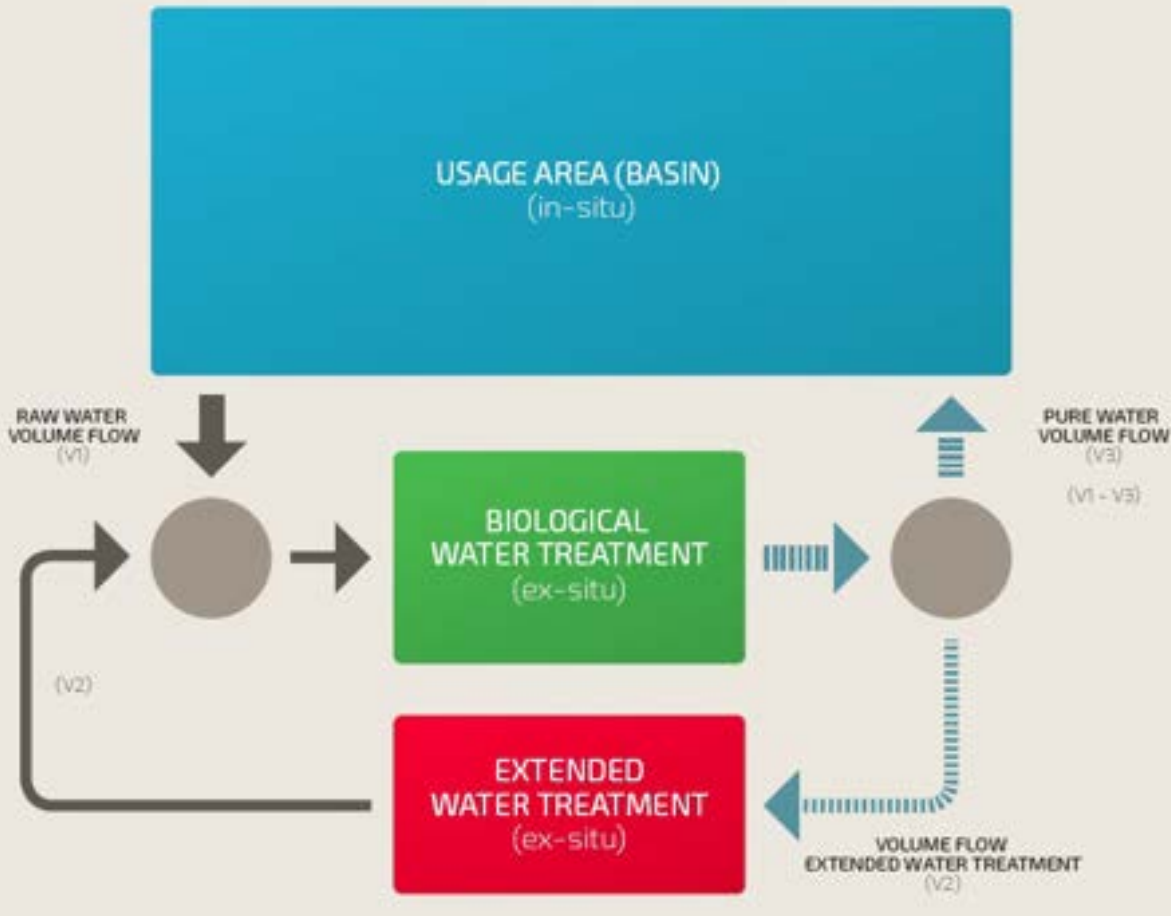 USAGE AREA (BASIN)
(in-situ)
RAW WATER
VOLUME FLOW
(V1)
PURE WATER
VOLUME FLOW
(V3)
(V1 - V3)
BIOLOGICAL
WATER TREATMENT
(ex-situ)
(V2)
EXTENDED
WATER TREATMENT
(ex-situ)
VOLUME FLOW
EXTENDED WATER TREATMENT
(V2)